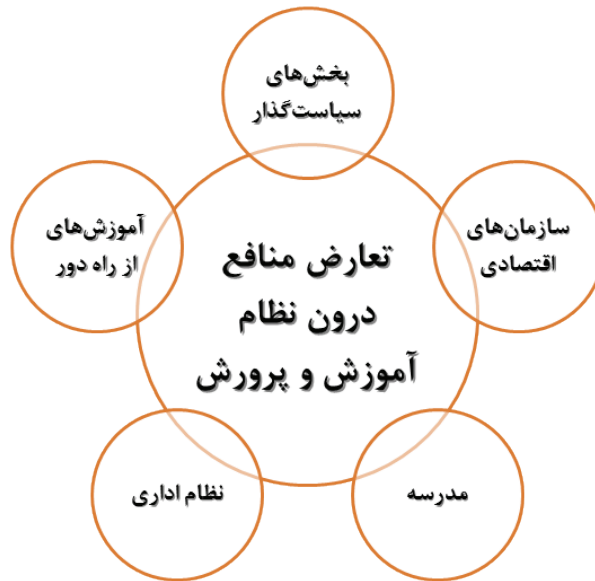 بخش‌های
سیاست‌گذار
آموزش‌های
از راه دور
سازمان‌های
اقتصادی
تعارض منافع
درون نظام
آموزش و پرورش
نظام اداری
مدرسه